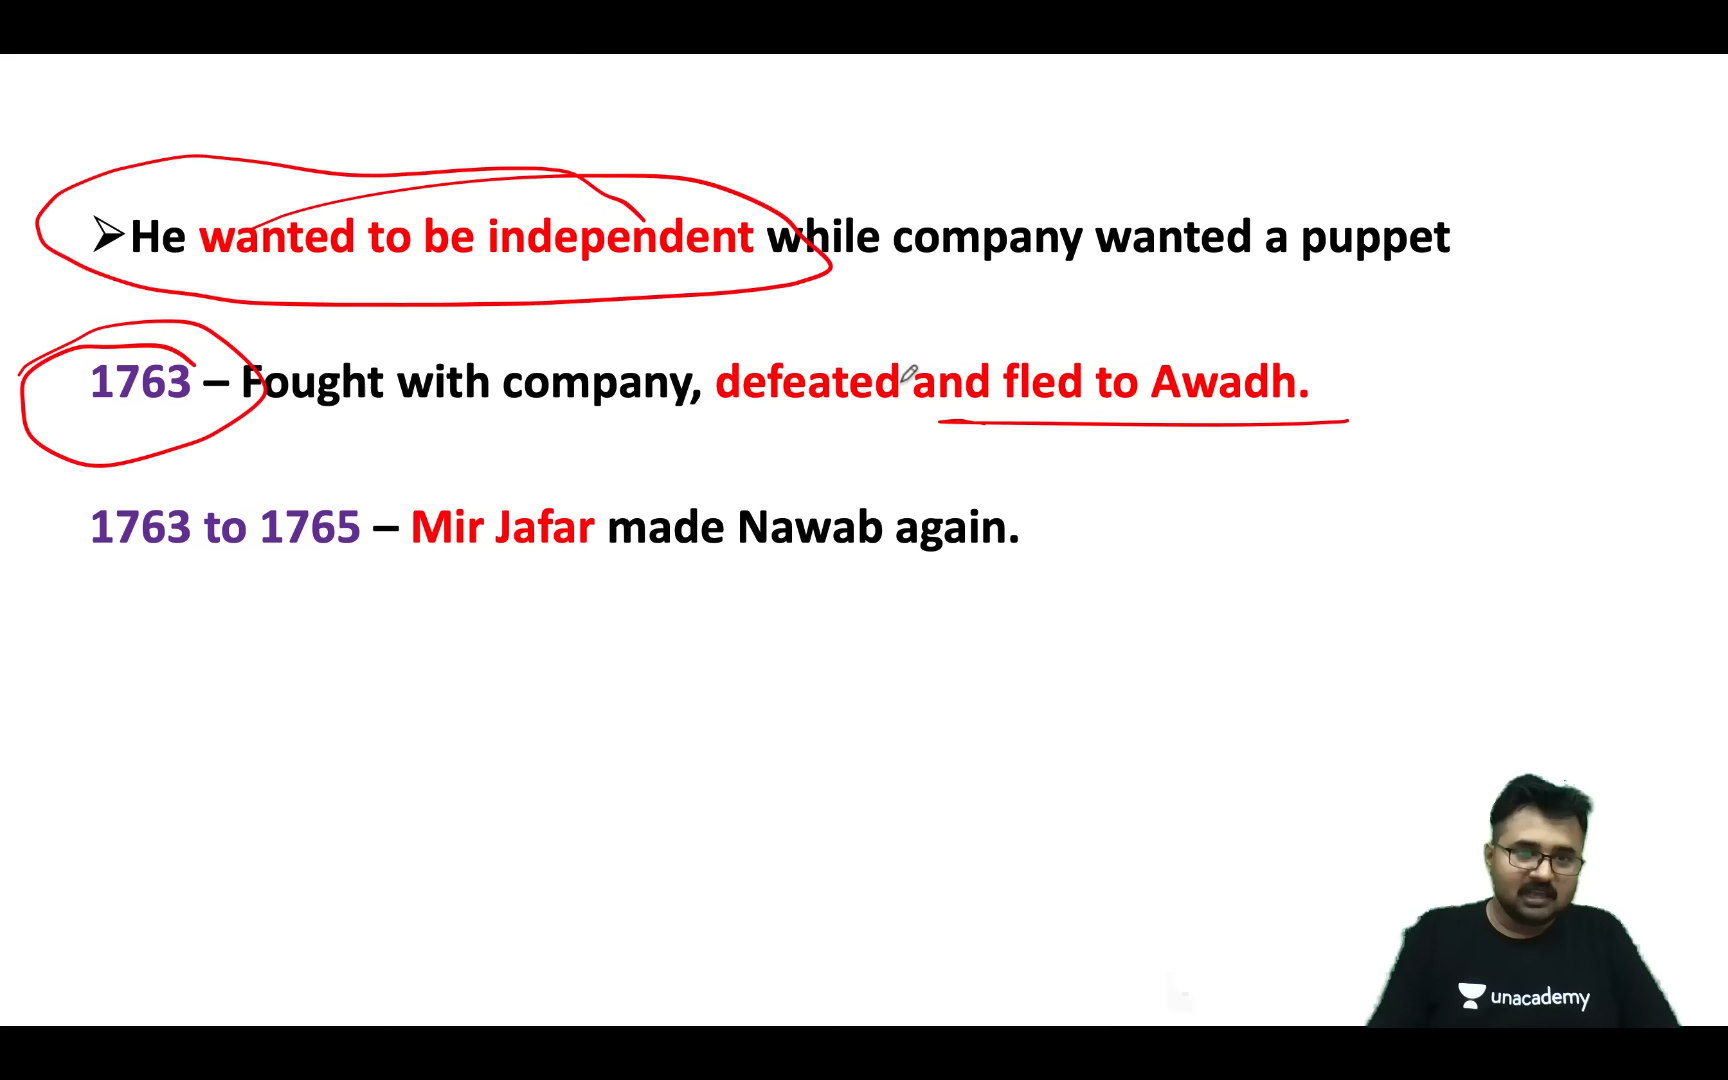 ➢He wanted to be independent while company wanted a puppet
1763 – Fought with company, defeated and fled to Awadh.
1763 to 1765 – Mir Jafar made Nawab again.
unacademy